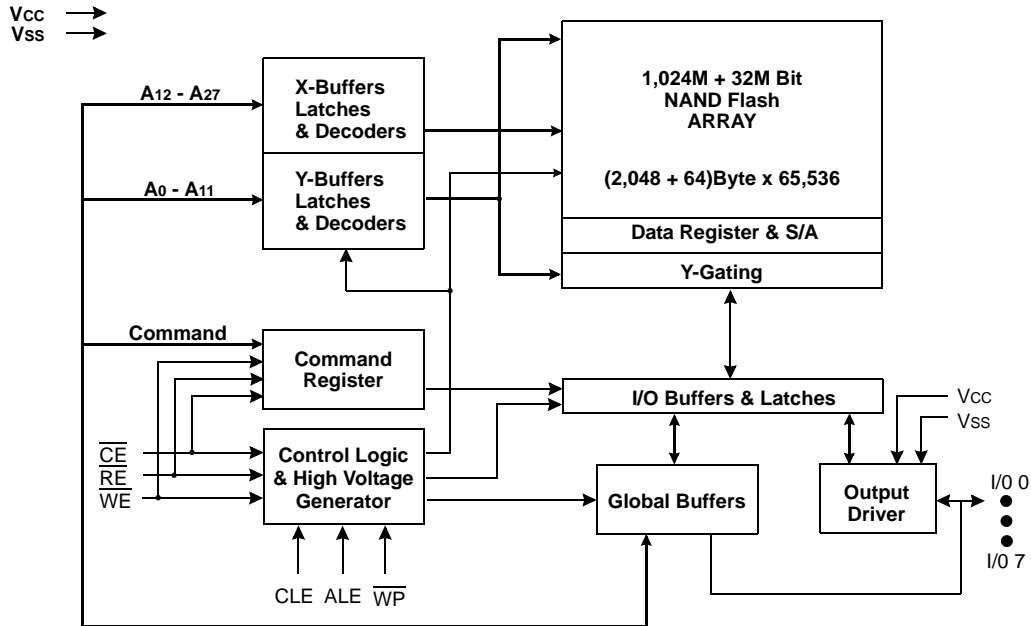 VCC
VSS
A12 - A27
X-Buffers
Latches
& Decoders
A0 - A11
Y-Buffers
Latches
& Decoders
1,024M + 32M Bit
NAND Flash
ARRAY
(2,048 + 64)Byte x 65,536
Data Register & S/A
Y-Gating
Command
Command
Register
I/O Buffers & Latches
VCC
VSS
CE
RE
WE
Control Logic
& High Voltage
Generator
Global Buffers
Output
Driver
I/0 0
I/0 7
CLE ALE WP